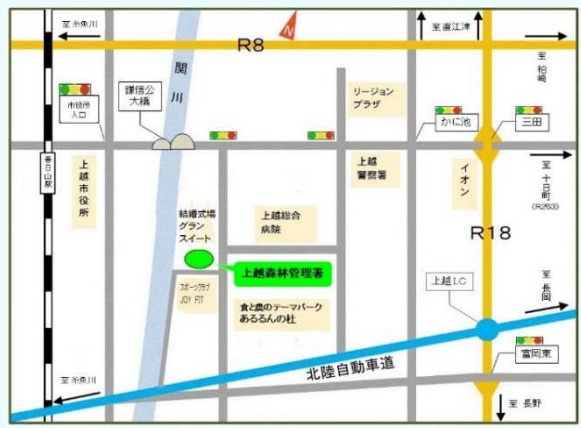 至 糸魚川
R8
N
至 直江津
至
柏
崎
関
川
謙信公
大橋
市役所
入口
リージョン
プラザ
かに池
三田
春日山駅
上越市役所
上越
警察署
イオン
至
十
日
町
(R253)
結婚式場
グラン
スイート
上越総合
病院
R18
上越森林管理署
スポーツクラブ
JOY FIT
食と農のテーマパーク
あるるんの杜
上越I.C
至
長
岡
北陸自動車道
富岡東
至 糸魚川
至 長野